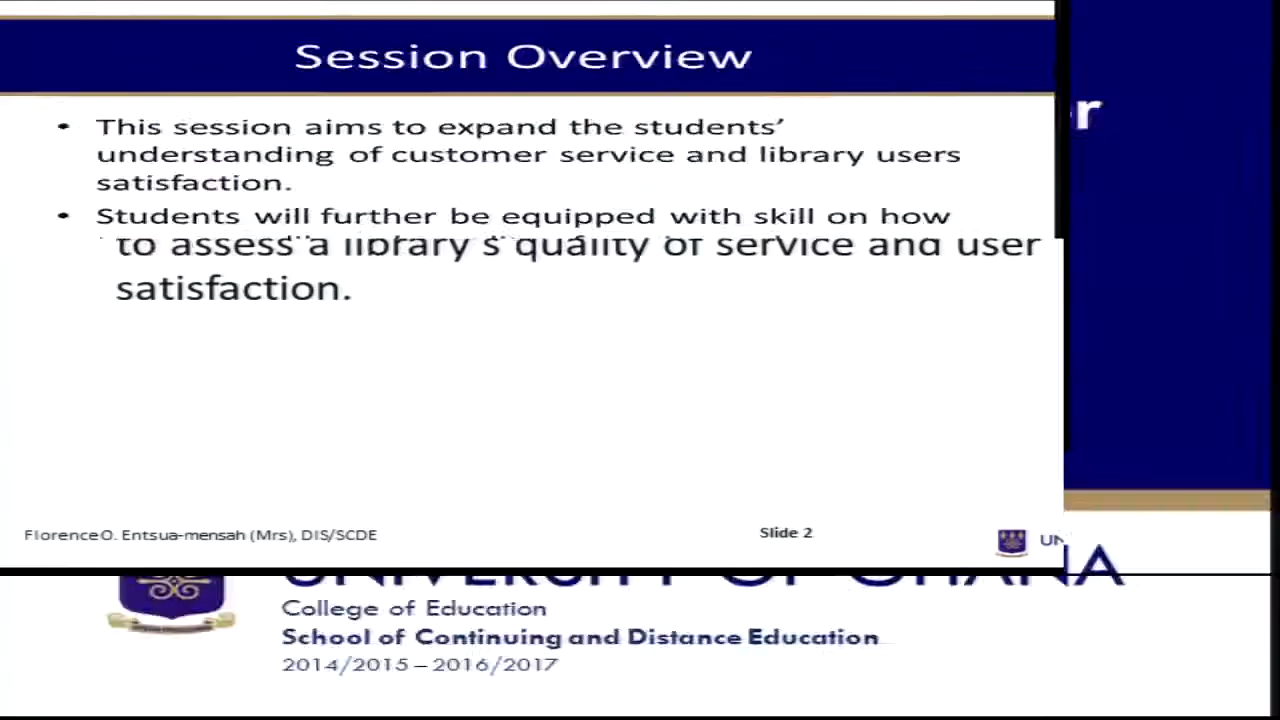 Session Overview
r
• This session aims to expand the students’
understanding of customer service and library users
satisfaction.
• Students will further be equipped with skill on how
to assess a library's quality of service and user
satisfaction.
Florence O. Entsua-mensah (Mrs), DIS/SCDE
Slide 2
UN
UNIVERSITY OF GHANA
College of Education
School of Continuing and Distance Education
2014/2015 – 2016/2017